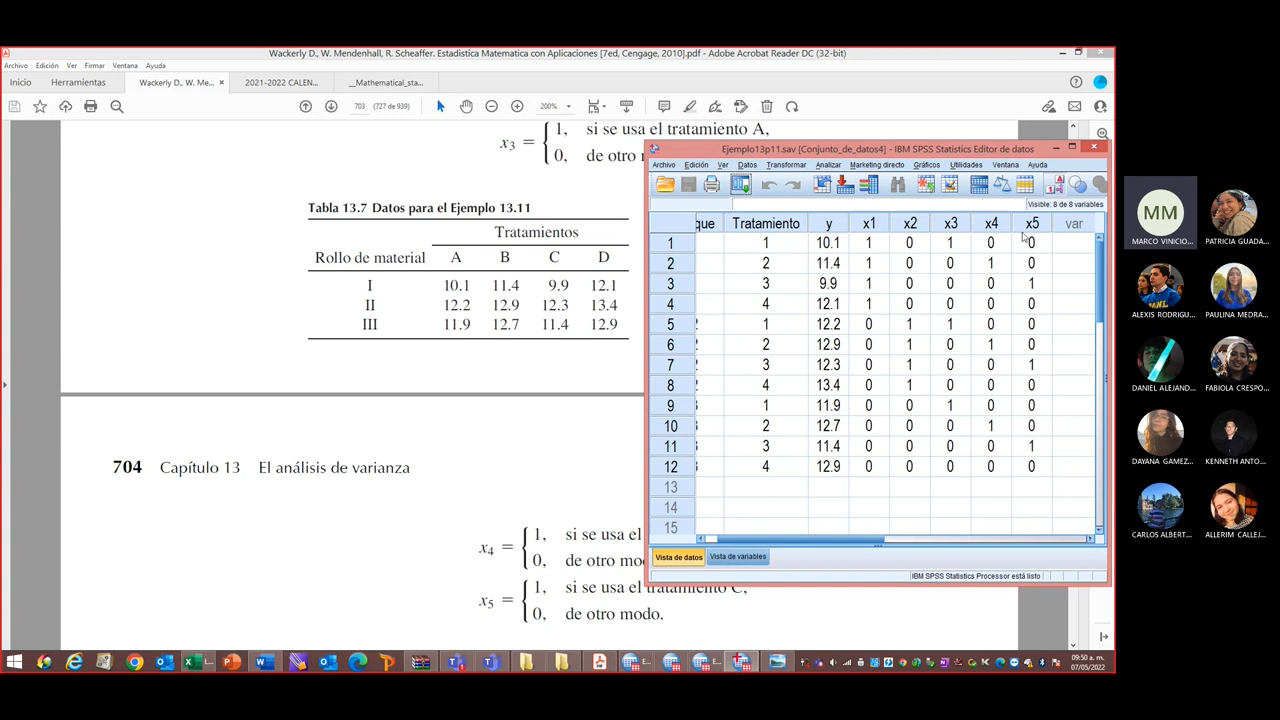 Wackerly D., W. Mendenhall, R. Scheaffer. Estadistica Matematica con Aplicaciones [7ed, Cengage, 2010].pdf - Adobe Acrobat Reader DC (32-bit)
Archivo Edición Ver Firmar Ventana Ayuda
Inicio Herramientas Wackerly D., W. Me... × 2021-2022 CALEN... __Mathematical_sta...
703 (727 de 939) 200%
x3 = { 1, si se usa el tratamiento A,
0, de otro
Tabla 13.7 Datos para el Ejemplo 13.11
Tratamientos
Rollo de material A B C D
I 10.1 11.4 9.9 12.1
II 12.2 12.9 12.3 13.4
III 11.9 12.7 11.4 12.9
704 Capítulo 13 El análisis de varianza
x4 = { 1, si se usa el
0, de otro
x5 = { 1, si se usa el tratamiento C,
0, de otro modo.
Ejemplo13p11.sav [Conjunto_de_datos4] - IBM SPSS Statistics Editor de datos
Archivo Edición Ver Datos Transformar Analizar Marketing directo Gráficos Utilidades Ventana Ayuda
Visible: 8 de 8 variables
que Tratamiento y x1 x2 x3 x4 x5 var
1 1 10.1 1 0 1 0 0
2 2 11.4 1 0 0 1 0
3 3 9.9 1 0 0 0 1
4 4 12.1 1 0 0 0 0
5 1 12.2 0 1 1 0 0
6 2 12.9 0 1 0 1 0
7 3 12.3 0 1 0 0 1
8 4 13.4 0 1 0 0 0
9 1 11.9 0 0 1 0 0
10 2 12.7 0 0 0 1 0
11 3 11.4 0 0 0 0 1
12 4 12.9 0 0 0 0 0
13
14
15
Vista de datos Vista de variables
IBM SPSS Statistics Processor está listo
09:50 a. m.
07/05/2022
MM
MARCO VINICIO...
PATRICIA GUADA...
ALEXIS RODRIGU...
PAULINA MEDRA...
DANIEL ALEJAND...
FABIOLA CRESPO...
DAYANA GAMEZ...
KENNETH ANTO...
CARLOS ALBERT...
ALLERIM CALLEJ...